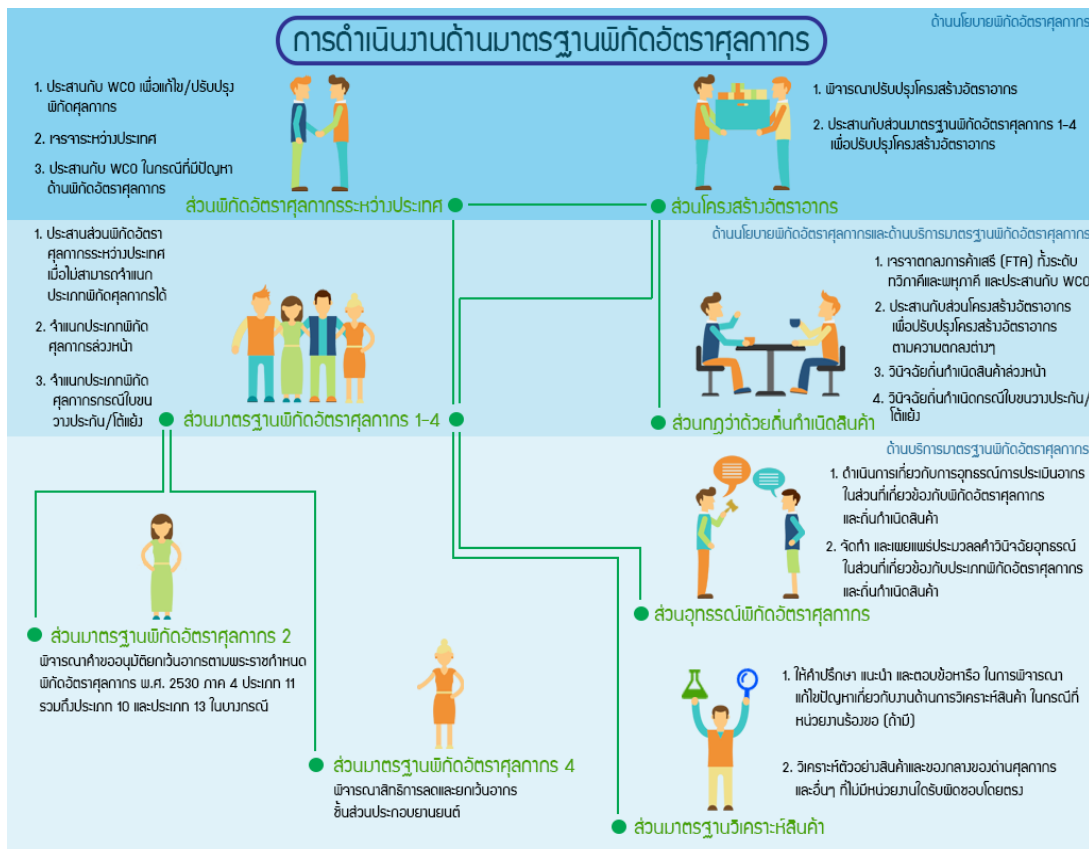 ด้านนโยบายพิกัดอัตราศุลกากร
การดำเนินงานด้านมาตรฐานพิกัดอัตราศุลกากร
1. ประสานกับ WCO เพื่อแก้ไข/ปรับปรุง
พิกัดศุลกากร
2. เจรจาระหว่างประเทศ
3. ประสานกับ WCO ในกรณีที่มีปัญหา
ด้านพิกัดอัตราศุลกากร
ส่วนพิกัดอัตราศุลกากรระหว่างประเทศ
1. พิจารณาปรับปรุงโครงสร้างอัตราอากร
2. ประสานกับส่วนมาตรฐานพิกัดอัตราศุลกากร 1-4
เพื่อปรับปรุงโครงสร้างอัตราอากร
ส่วนโครงสร้างอัตราอากร
ด้านนโยบายพิกัดอัตราศุลกากรและด้านบริการมาตรฐานพิกัดอัตราศุลกากร
1. ประสานส่วนพิกัดอัตรา
ศุลกากรระหว่างประเทศ
เมื่อไม่สามารถจำแนก
ประเภทพิกัดศุลกากรได้
2. จำแนกประเภทพิกัด
ศุลกากรล่วงหน้า
3. จำแนกประเภทพิกัด
ศุลกากรกรณีใบขน
วางประกัน/โต้แย้ง
ส่วนมาตรฐานพิกัดอัตราศุลกากร 1-4
1. เจรจาตกลงการค้าเสรี (FTA) ทั้งระดับ
ทวิภาคีและพหุภาคี และประสานกับ WCO
2. ประสานกับส่วนโครงสร้างอัตราอากร
เพื่อปรับปรุงโครงสร้างอัตราอากร
ตามความตกลงต่างๆ
3. วินิจฉัยถิ่นกำเนิดสินค้าล่วงหน้า
4. วินิจฉัยถิ่นกำเนิดกรณีใบขนวางประกัน/
โต้แย้ง
ส่วนกฎว่าด้วยถิ่นกำเนิดสินค้า
ด้านบริการมาตรฐานพิกัดอัตราศุลกากร
1. ดำเนินการเกี่ยวกับการอุทธรณ์การประเมินอากร
ในส่วนที่เกี่ยวข้องกับพิกัดอัตราศุลกากร
และถิ่นกำเนิดสินค้า
2. จัดทำ และเผยแพร่ประมวลลคำวินิจฉัยอุทธรณ์
ในส่วนที่เกี่ยวข้องกับประเภทพิกัดอัตราศุลกากร
และถิ่นกำเนิดสินค้า
ส่วนอุทธรณ์พิกัดอัตราศุลกากร
ส่วนมาตรฐานพิกัดอัตราศุลกากร 2
พิจารณาคำขออนุมัติยกเว้นอากรตามพระราชกำหนด
พิกัดอัตราศุลกากร พ.ศ. 2530 ภาค 4 ประเภท 11
รวมถึงประเภท 10 และประเภท 13 ในบางกรณี
ส่วนมาตรฐานพิกัดอัตราศุลกากร 4
พิจารณาสิทธิการลดและยกเว้นอากร
ชิ้นส่วนประกอบยานยนต์
1. ให้คำปรึกษา แนะนำ และตอบข้อหารือ ในการพิจารณา
แก้ไขปัญหาเกี่ยวกับงานด้านการวิเคราะห์สินค้า ในกรณีที่
หน่วยงานร้องขอ (ถ้ามี)
2. วิเคราะห์ตัวอย่างสินค้าและของกลางของด่านศุลกากร
และอื่นๆ ที่ไม่มีหน่วยงานใดรับผิดชอบโดยตรง
ส่วนมาตรฐานวิเคราะห์สินค้า